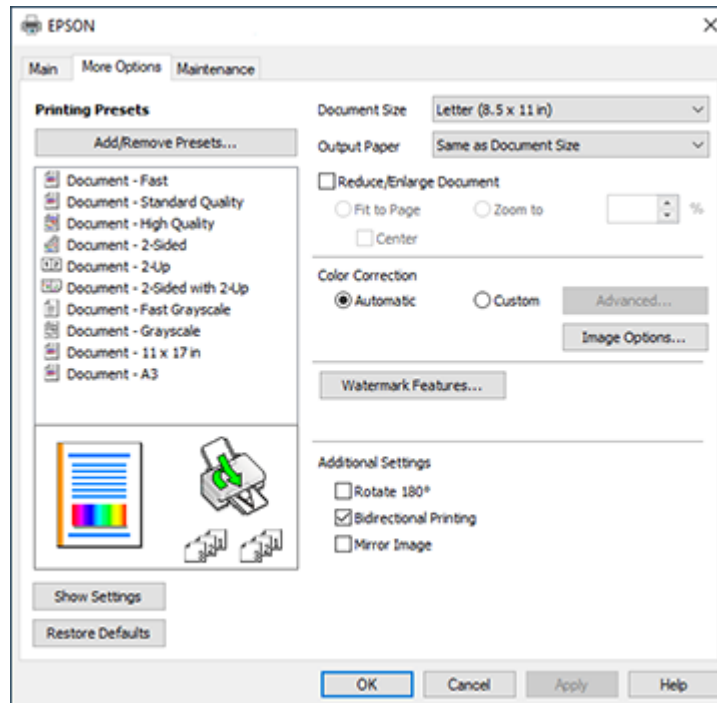 EPSON
Main
More Options
Maintenance
Printing Presets
Add/Remove Presets...
Document - Fast
Document - Standard Quality
Document - High Quality
Document - 2-Sided
Document - 2-Up
Document - 2-Sided with 2-Up
Document - Fast Grayscale
Document - Grayscale
Document - 11 x 17 in
Document - A3
Show Settings
Restore Defaults
Document Size
Letter (8.5 x 11 in)
Output Paper
Same as Document Size
Reduce/Enlarge Document
Fit to Page
Zoom to
%
Center
Color Correction
Automatic
Custom
Advanced...
Image Options...
Watermark Features...
Additional Settings
Rotate 180°
Bidirectional Printing
Mirror Image
OK
Cancel
Apply
Help